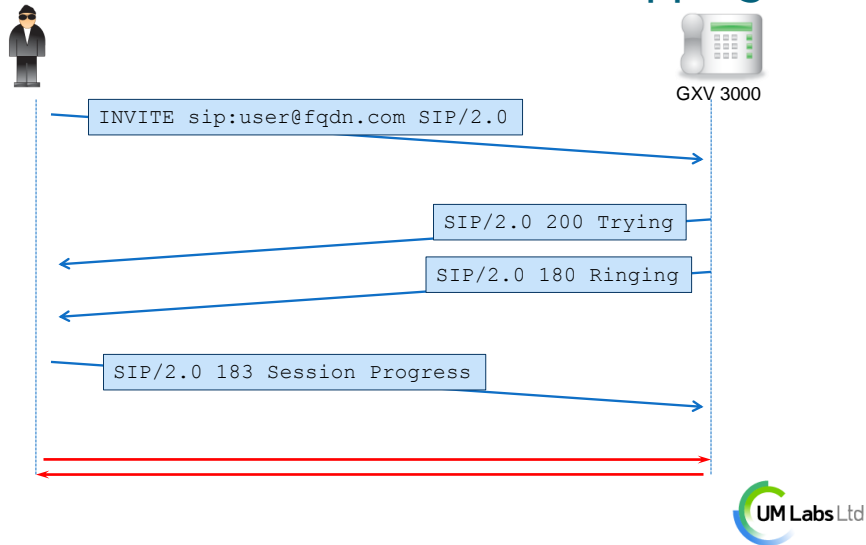 GXV 3000
INVITE sip:user@fqdn.com SIP/2.0
SIP/2.0 200 Trying
SIP/2.0 180 Ringing
SIP/2.0 183 Session Progress
UM Labs Ltd